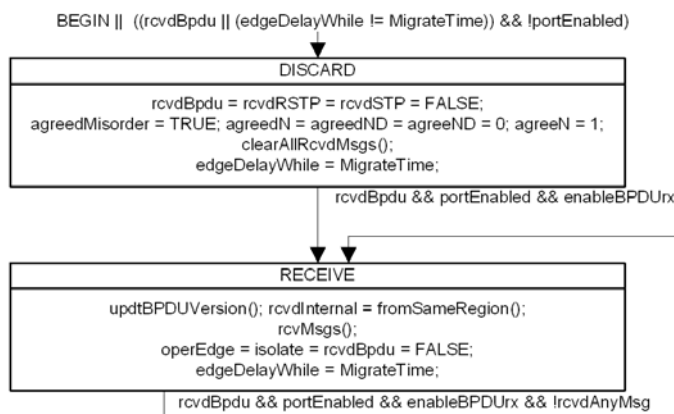 BEGIN || ((rcvdBpdu || (edgeDelayWhile != MigrateTime)) && !portEnabled)
DISCARD
rcvdBpdu = rcvdRSTP = rcvdSTP = FALSE;
agreedMisorder = TRUE; agreedN = agreedND = agreeND = 0; agreeN = 1;
clearAllRcvdMsgs();
edgeDelayWhile = MigrateTime;
rcvdBpdu && portEnabled && enableBPDUrx
RECEIVE
updtBPDUVersion(); rcvdInternal = fromSameRegion();
rcvMsgs();
operEdge = isolate = rcvdBpdu = FALSE;
edgeDelayWhile = MigrateTime;
rcvdBpdu && portEnabled && enableBPDUrx && !rcvdAnyMsg